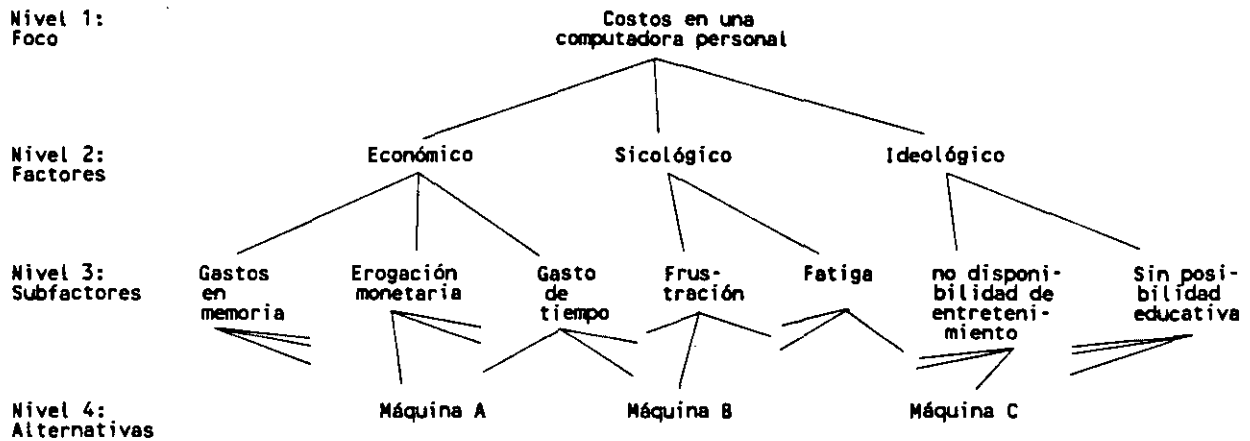 Nivel 1:
Foco
Costos en una
computadora personal
Nivel 2:
Factores
Económico
Sicológico
Ideológico
Nivel 3:
Subfactores
Gastos
en
memoria
Erogación
monetaria
Gasto
de
tiempo
Frus-
tración
Fatiga
no disponi-
bilidad de
entreteni-
miento
Sin posi-
bilidad
educativa
Nivel 4:
Alternativas
Máquina A
Máquina B
Máquina C